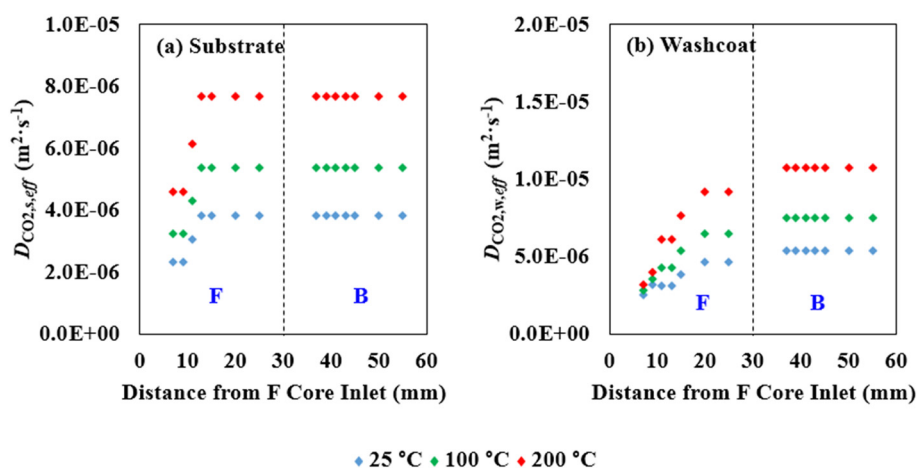 (a) Substrate
1.0E-05
8.0E-06
6.0E-06
4.0E-06
2.0E-06
0.0E+00
D_CO2,s,eff (m²·s⁻¹)
F
B
0 10 20 30 40 50 60
Distance from F Core Inlet (mm)
(b) Washcoat
2.0E-05
1.5E-05
1.0E-05
5.0E-06
0.0E+00
D_CO2,w,eff (m²·s⁻¹)
F
B
0 10 20 30 40 50 60
Distance from F Core Inlet (mm)
25 °C 100 °C 200 °C